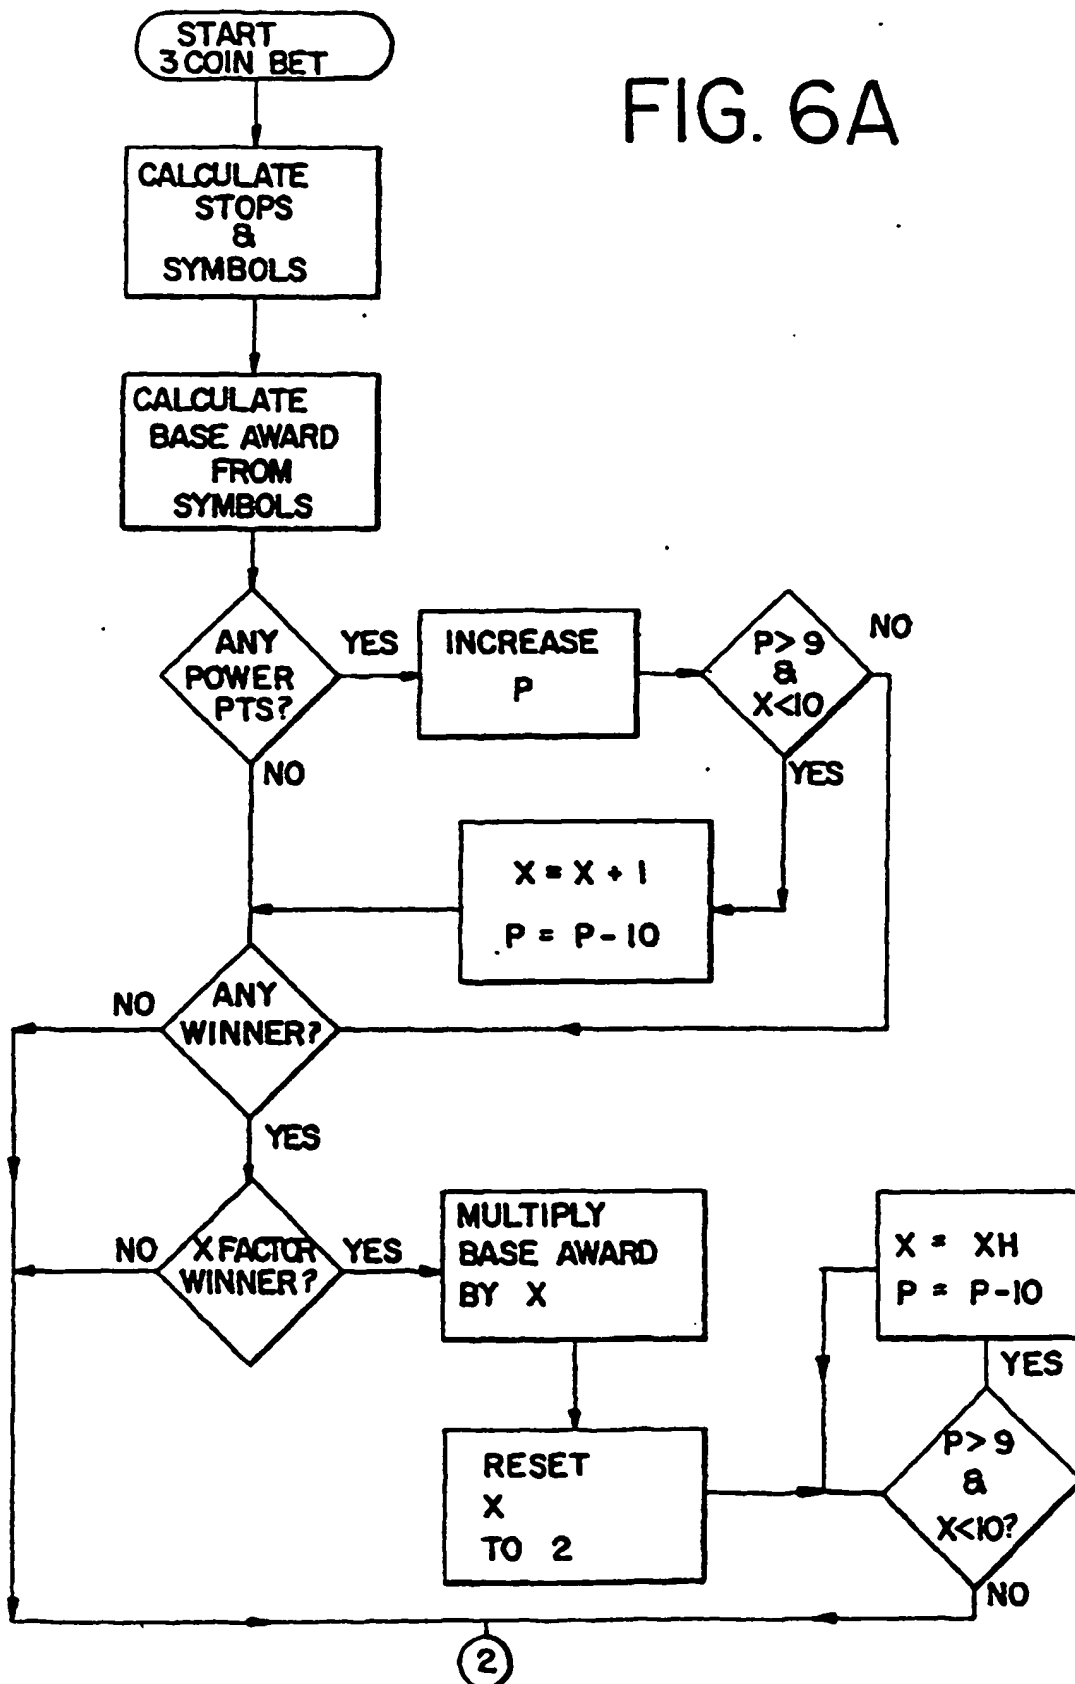 START
3 COIN BET
FIG. 6A
CALCULATE
STOPS
&
SYMBOLS
CALCULATE
BASE AWARD
FROM
SYMBOLS
ANY
POWER
PTS?
YES
NO
INCREASE
P
P > 9
&
X<10
NO
YES
X = X + 1
P = P - 10
ANY
WINNER?
NO
YES
X FACTOR
WINNER?
NO
YES
MULTIPLY
BASE AWARD
BY X
RESET
X
TO 2
X = XH
P = P-10
YES
P > 9
&
X<10?
NO
2